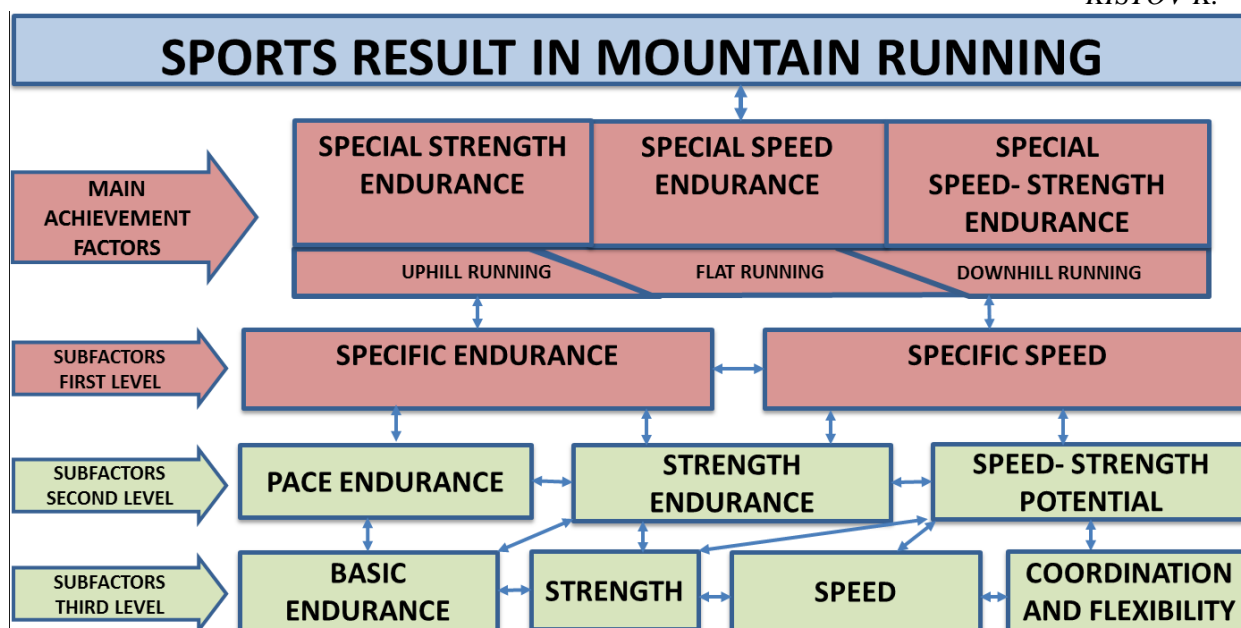 SPORTS RESULT IN MOUNTAIN RUNNING
MAIN
ACHIEVEMENT
FACTORS
SPECIAL STRENGTH
ENDURANCE
SPECIAL SPEED
ENDURANCE
SPECIAL
SPEED- STRENGTH
ENDURANCE
UPHILL RUNNING
FLAT RUNNING
DOWNHILL RUNNING
SUBFACTORS
FIRST LEVEL
SPECIFIC ENDURANCE
SPECIFIC SPEED
SUBFACTORS
SECOND LEVEL
PACE ENDURANCE
STRENGTH
ENDURANCE
SPEED- STRENGTH
POTENTIAL
SUBFACTORS
THIRD LEVEL
BASIC
ENDURANCE
STRENGTH
SPEED
COORDINATION
AND FLEXIBILITY